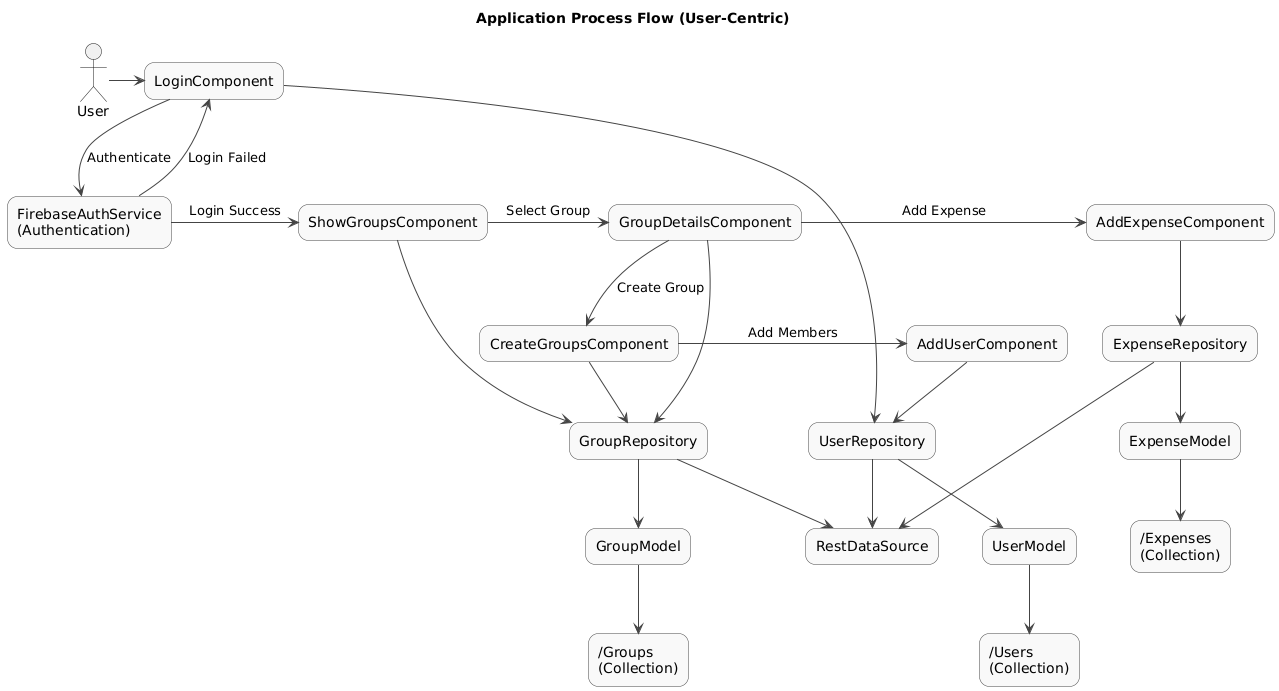 Application Process Flow (User-Centric)
User
LoginComponent
Authenticate
Login Failed
FirebaseAuthService
(Authentication)
Login Success
ShowGroupsComponent
Select Group
GroupDetailsComponent
Add Expense
AddExpenseComponent
Create Group
CreateGroupsComponent
Add Members
AddUserComponent
ExpenseRepository
GroupRepository
UserRepository
ExpenseModel
GroupModel
RestDataSource
UserModel
/Expenses
(Collection)
/Groups
(Collection)
/Users
(Collection)